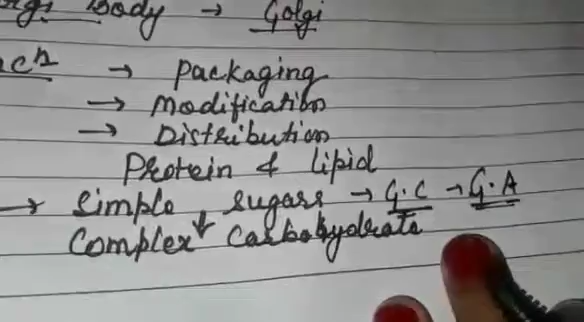 Body → Golgi
→ Packaging
→ Modification
→ Distribution
Protein & lipid
→ Simple sugars → G.C → G.A
Complex Carbohydrate